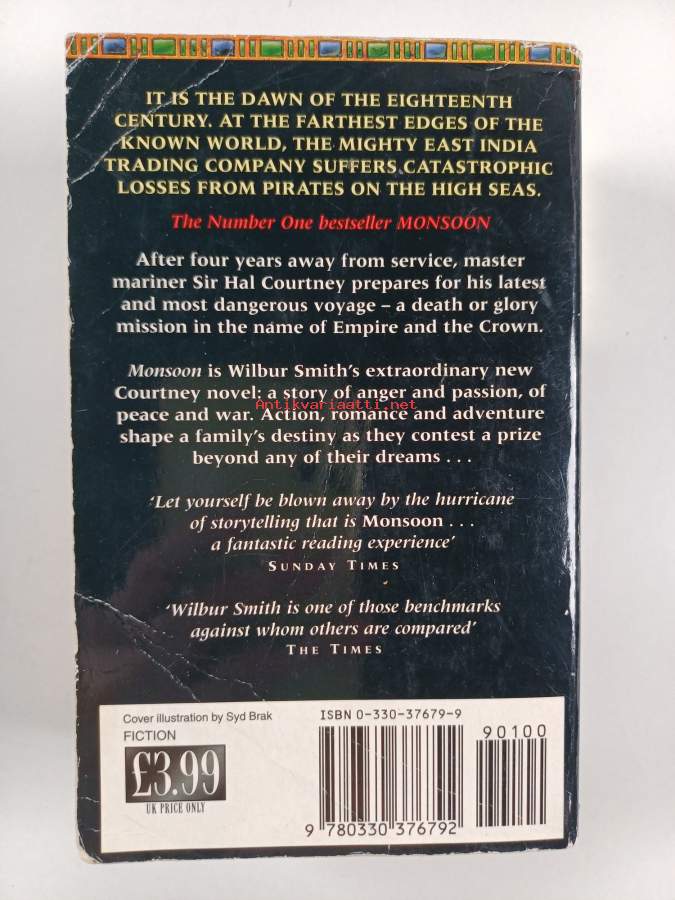 IT IS THE DAWN OF THE EIGHTEENTH
CENTURY. AT THE FARTHEST EDGES OF THE
KNOWN WORLD, THE MIGHTY EAST INDIA
TRADING COMPANY SUFFERS CATASTROPHIC
LOSSES FROM PIRATES ON THE HIGH SEAS.
The Number One bestseller MONSOON
After four years away from service, master
mariner Sir Hal Courtney prepares for his latest
and most dangerous voyage – a death or glory
mission in the name of Empire and the Crown.
Monsoon is Wilbur Smith's extraordinary new
Courtney novel: a story of anger and passion, of
Antikvariaatti.net
peace and war. Action, romance and adventure
shape a family's destiny as they contest a prize
beyond any of their dreams . . .
'Let yourself be blown away by the hurricane
of storytelling that is Monsoon . . .
a fantastic reading experience'
SUNDAY TIMES
'Wilbur Smith is one of those benchmarks
against whom others are compared'
THE TIMES
Cover illustration by Syd Brak
FICTION
£3.99
UK PRICE ONLY
ISBN 0-330-37679-9
90100
9 780330 376792